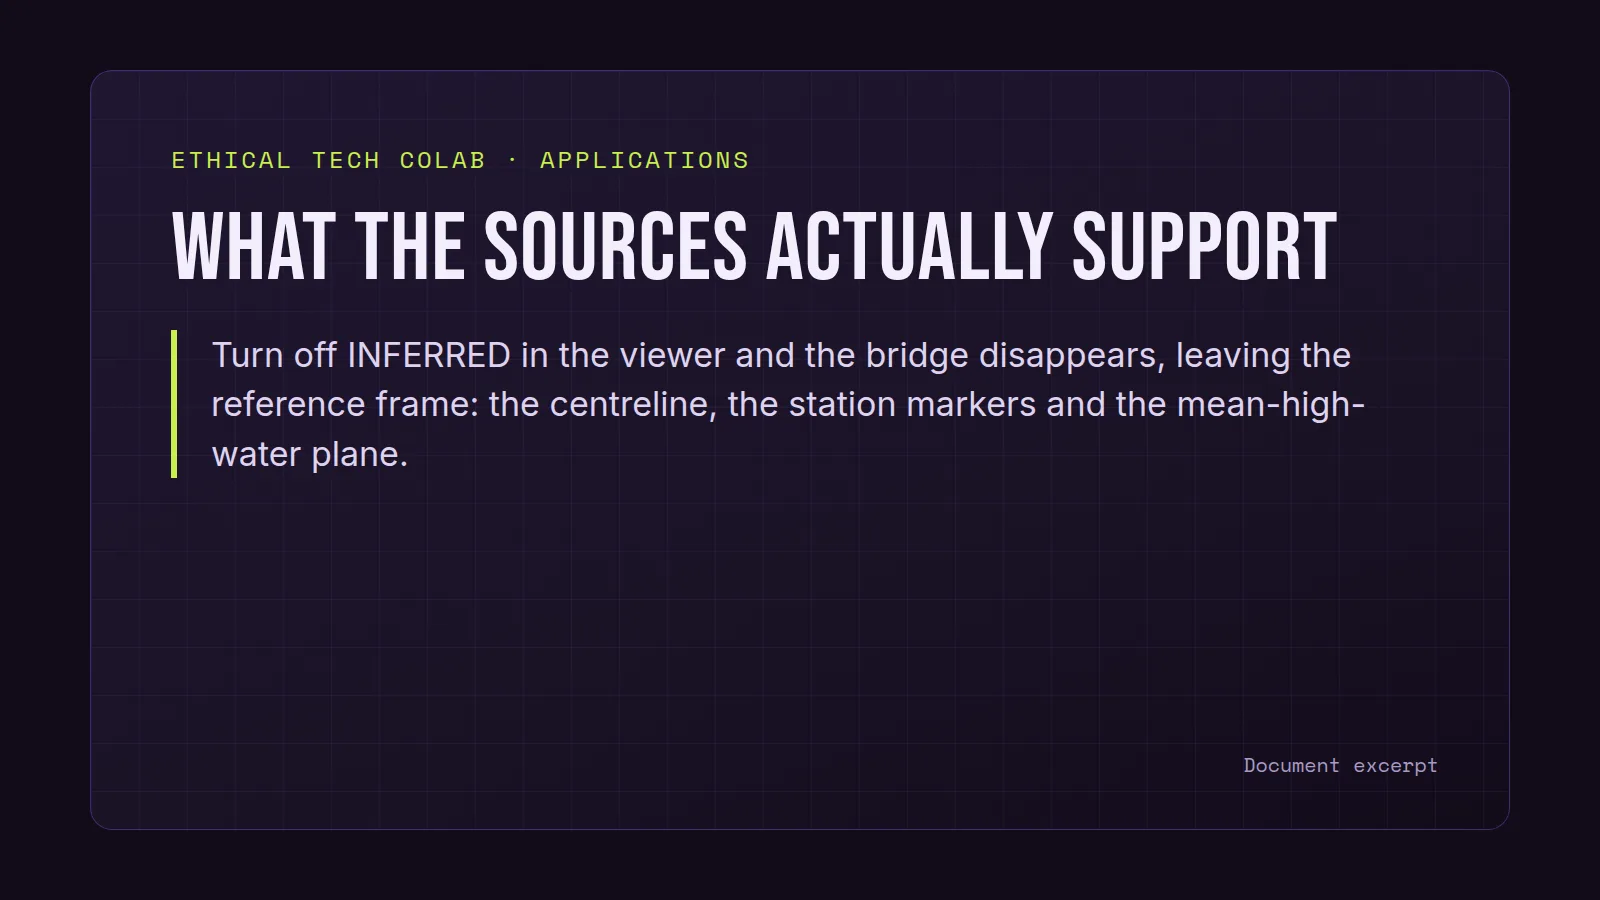 ETHICAL TECH COLAB · APPLICATIONS
WHAT THE SOURCES ACTUALLY SUPPORT
Turn off INFERRED in the viewer and the bridge disappears, leaving the
reference frame: the centreline, the station markers and the mean-high-
water plane.
Document excerpt